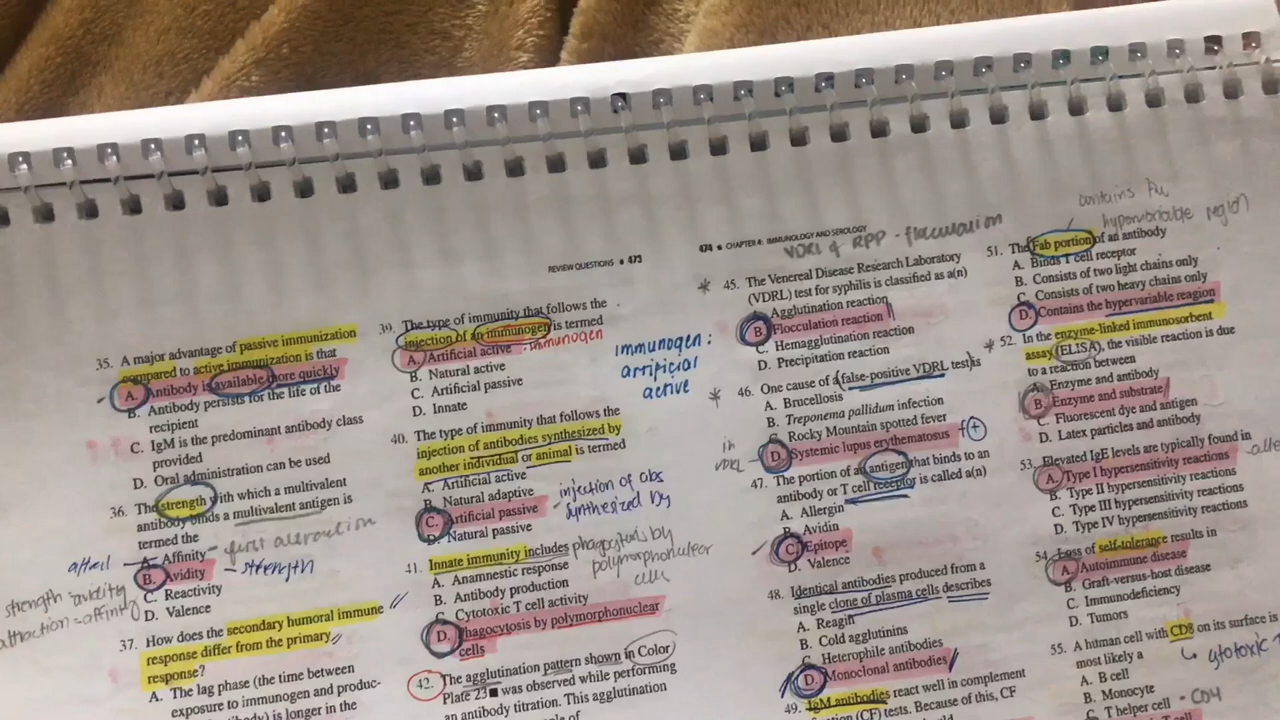 REVIEW QUESTIONS ■ 473
35. A major advantage of passive immunization
compared to active immunization is that
A. Antibody is available more quickly
B. Antibody persists for the life of the
recipient
C. IgM is the predominant antibody class
provided
D. Oral administration can be used
36. The strength with which a multivalent
antibody binds a multivalent antigen is
termed the
A. Affinity - first attraction
B. Avidity - strength
C. Reactivity
D. Valence
strength = avidity
attraction = affinity
37. How does the secondary humoral immune
response differ from the primary
response?
A. The lag phase (the time between
exposure to immunogen and produc-
is longer in the
39. The type of immunity that follows the
injection of an immunogen is termed
A. Artificial active - immunogen
B. Natural active
C. Artificial passive
D. Innate
immunogen:
artificial
active
40. The type of immunity that follows the
injection of antibodies synthesized by
another individual or animal is termed
A. Artificial active
B. Natural adaptive
C. Artificial passive
D. Natural passive
injection of abs
synthesized by
41. Innate immunity includes
A. Anamnestic response
B. Antibody production
C. Cytotoxic T cell activity
D. Phagocytosis by polymorphonuclear
cells
phagocytosis by
polymorphonuclear
cells
42. The agglutination pattern shown in Color
Plate 23■ was observed while performing
an antibody titration. This agglutination
474 ■ CHAPTER 4: IMMUNOLOGY AND SEROLOGY
VDRL & RPP - flocculation
* 45. The Venereal Disease Research Laboratory
(VDRL) test for syphilis is classified as a(n)
A. Agglutination reaction
B. Flocculation reaction
C. Hemagglutination reaction
D. Precipitation reaction
* 46. One cause of a false-positive VDRL test is
A. Brucellosis
B. Treponema pallidum infection
C. Rocky Mountain spotted fever
D. Systemic lupus erythematosus f(+)
in
VDRL
47. The portion of an antigen that binds to an
antibody or T cell receptor is called a(n)
A. Allergin
B. Avidin
C. Epitope
D. Valence
48. Identical antibodies produced from a
single clone of plasma cells describes
A. Reagin
B. Cold agglutinins
C. Heterophile antibodies
D. Monoclonal antibodies
49. IgM antibodies react well in complement
(CF) tests. Because of this, CF
contains
hypervariable region
51. The Fab portion of an antibody
A. Binds T cell receptor
B. Consists of two light chains only
C. Consists of two heavy chains only
D. Contains the hypervariable reagion
* 52. In the enzyme-linked immunosorbent
assay (ELISA), the visible reaction is due
to a reaction between
A. Enzyme and antibody
B. Enzyme and substrate
C. Fluorescent dye and antigen
D. Latex particles and antibody
53. Elevated IgE levels are typically found in
A. Type I hypersensitivity reactions
B. Type II hypersensitivity reactions
C. Type III hypersensitivity reactions
D. Type IV hypersensitivity reactions
54. Loss of self-tolerance results in
A. Autoimmune disease
B. Graft-versus-host disease
C. Immunodeficiency
D. Tumors
55. A human cell with CD8 on its surface is
most likely a
A. B cell
B. Monocyte
C. T helper cell - CD4
cytotoxic